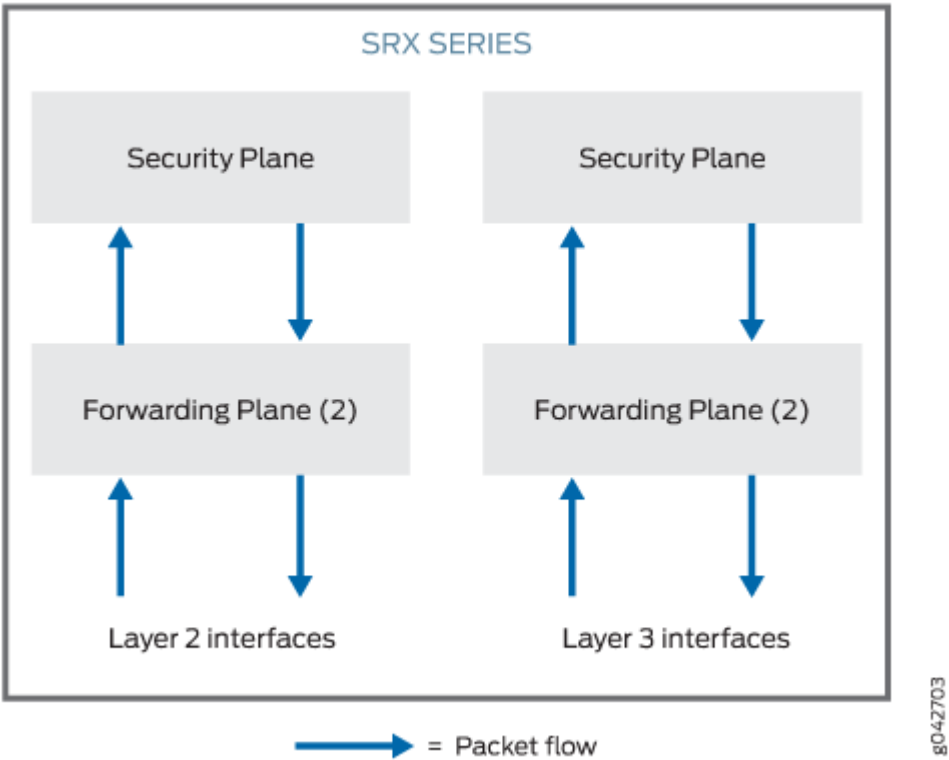 SRX SERIES
Security Plane
Security Plane
Forwarding Plane (2)
Forwarding Plane (2)
Layer 2 interfaces
Layer 3 interfaces
= Packet flow
g042703